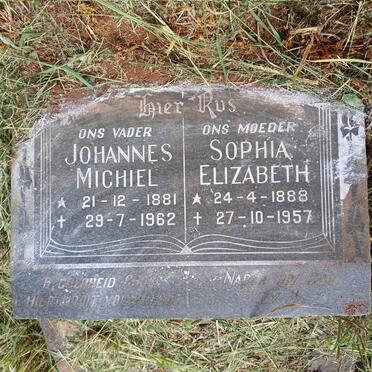 Hier Rus
ONS VADER
JOHANNES
MICHIEL
* 21-12-1881
✝ 29-7-1962
ONS MOEDER
SOPHIA
ELIZABETH
* 24-4-1888
✝ 27-10-1957